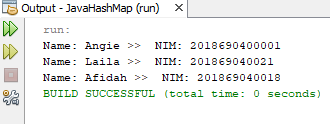 Output - JavaHashMap (run)
run:
Name: Angie >>  NIM: 2018690400001
Name: Laila >>  NIM: 201869040021
Name: Afidah >>  NIM: 201869040018
BUILD SUCCESSFUL (total time: 0 seconds)